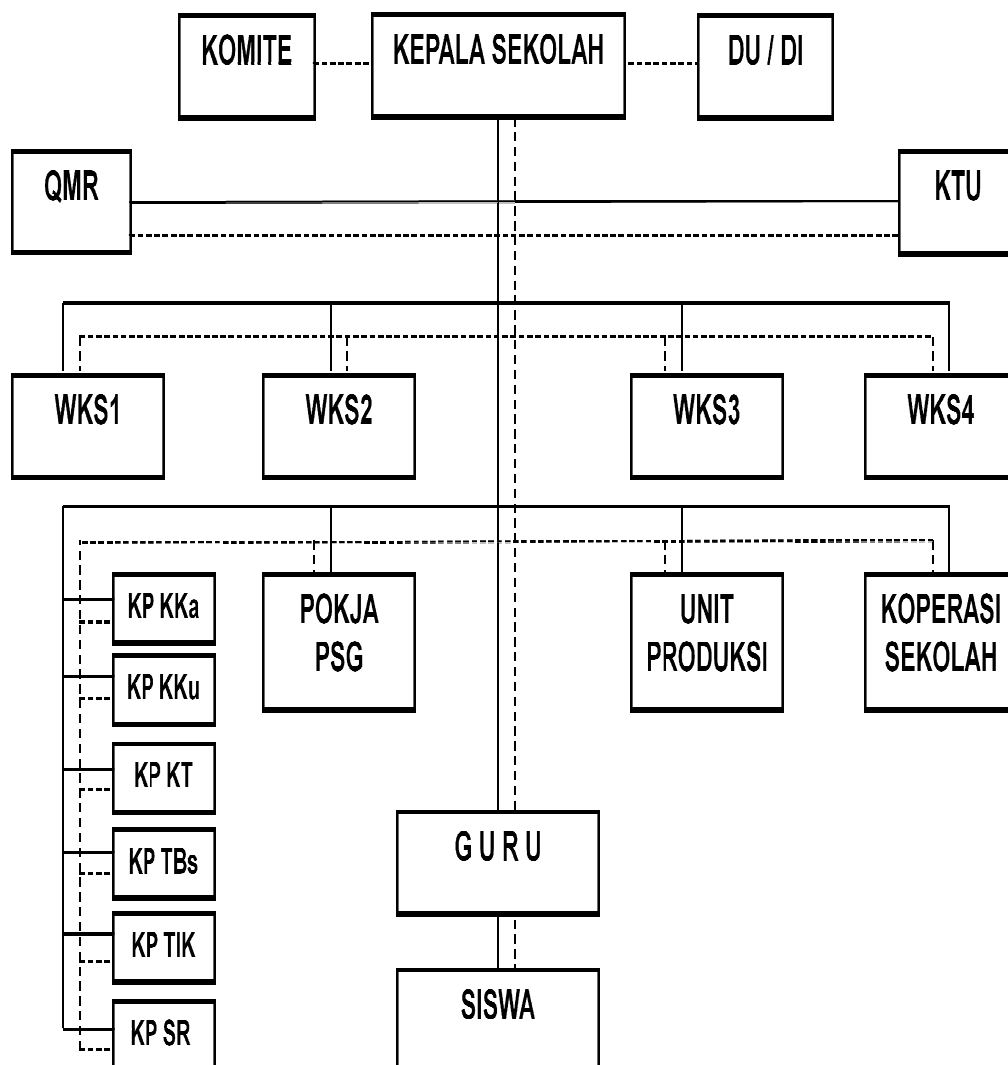 KOMITE
KEPALA SEKOLAH
DU / DI
QMR
KTU
WKS1
WKS2
WKS3
WKS4
KP KKa
KP KKu
KP KT
KP TBs
KP TIK
KP SR
POKJA
PSG
UNIT
PRODUKSI
KOPERASI
SEKOLAH
G U R U
SISWA